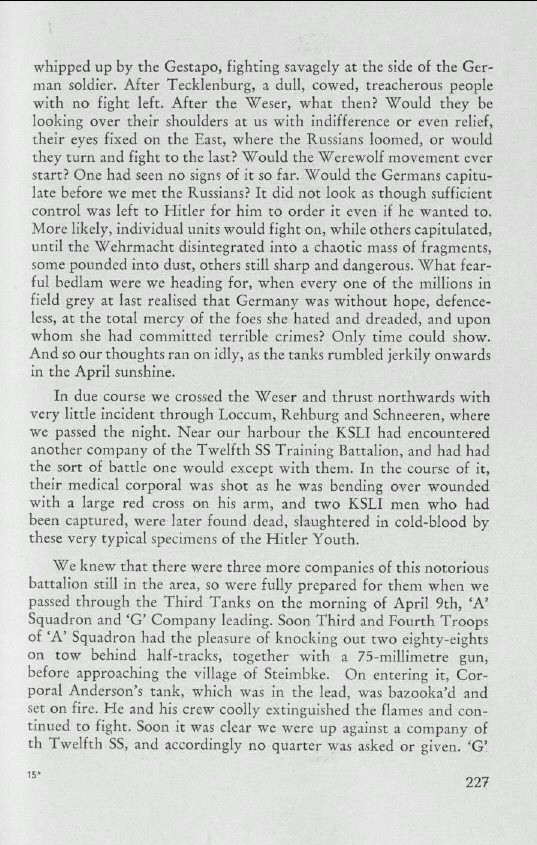 whipped up by the Gestapo, fighting savagely at the side of the Ger-
man soldier. After Tecklenburg, a dull, cowed, treacherous people
with no fight left. After the Weser, what then? Would they be
looking over their shoulders at us with indifference or even relief,
their eyes fixed on the East, where the Russians loomed, or would
they turn and fight to the last? Would the Werewolf movement ever
start? One had seen no signs of it so far. Would the Germans capitu-
late before we met the Russians? It did not look as though sufficient
control was left to Hitler for him to order it even if he wanted to.
More likely, individual units would fight on, while others capitulated,
until the Wehrmacht disintegrated into a chaotic mass of fragments,
some pounded into dust, others still sharp and dangerous. What fear-
ful bedlam were we heading for, when every one of the millions in
field grey at last realised that Germany was without hope, defence-
less, at the total mercy of the foes she hated and dreaded, and upon
whom she had committed terrible crimes? Only time could show.
And so our thoughts ran on idly, as the tanks rumbled jerkily onwards
in the April sunshine.
In due course we crossed the Weser and thrust northwards with
very little incident through Loccum, Rehburg and Schneeren, where
we passed the night. Near our harbour the KSLI had encountered
another company of the Twelfth SS Training Battalion, and had had
the sort of battle one would except with them. In the course of it,
their medical corporal was shot as he was bending over wounded
with a large red cross on his arm, and two KSLI men who had
been captured, were later found dead, slaughtered in cold-blood by
these very typical specimens of the Hitler Youth.
We knew that there were three more companies of this notorious
battalion still in the area, so were fully prepared for them when we
passed through the Third Tanks on the morning of April 9th, 'A'
Squadron and 'G' Company leading. Soon Third and Fourth Troops
of 'A' Squadron had the pleasure of knocking out two eighty-eights
on tow behind half-tracks, together with a 75-millimetre gun,
before approaching the village of Steimbke. On entering it, Cor-
poral Anderson's tank, which was in the lead, was bazooka'd and
set on fire. He and his crew coolly extinguished the flames and con-
tinued to fight. Soon it was clear we were up against a company of
th Twelfth SS, and accordingly no quarter was asked or given. 'G'
15*
227